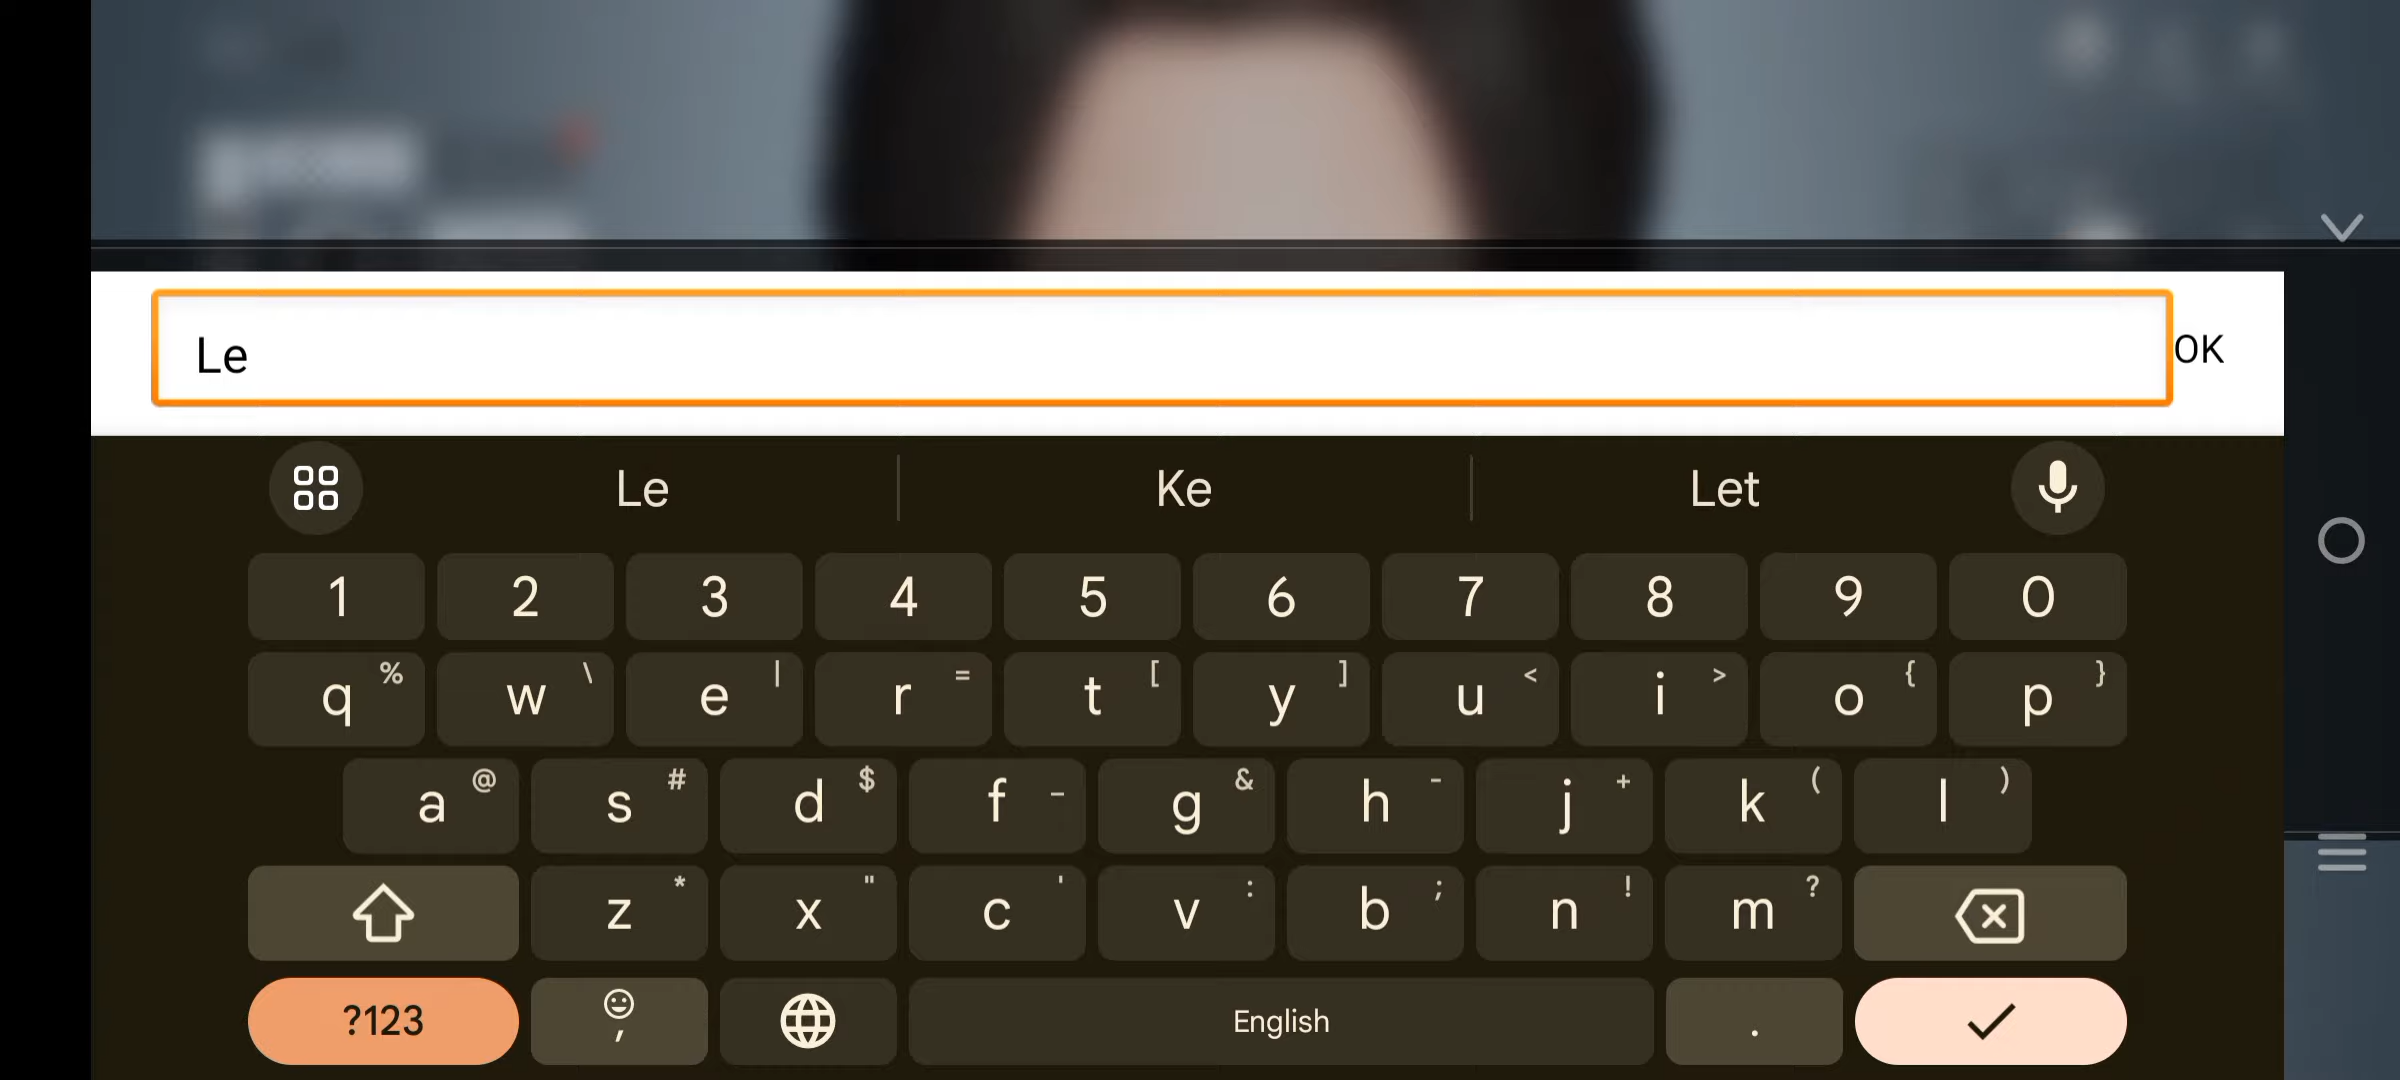 Le
OK
Le Ke Let
1 2 3 4 5 6 7 8 9 0
q % w \ e | r = t [ y ] u < i > o { p }
a @ s # d $ f _ g & h - j + k ( l )
z * x " c ' v : b ; n ! m ?
?123 , English .